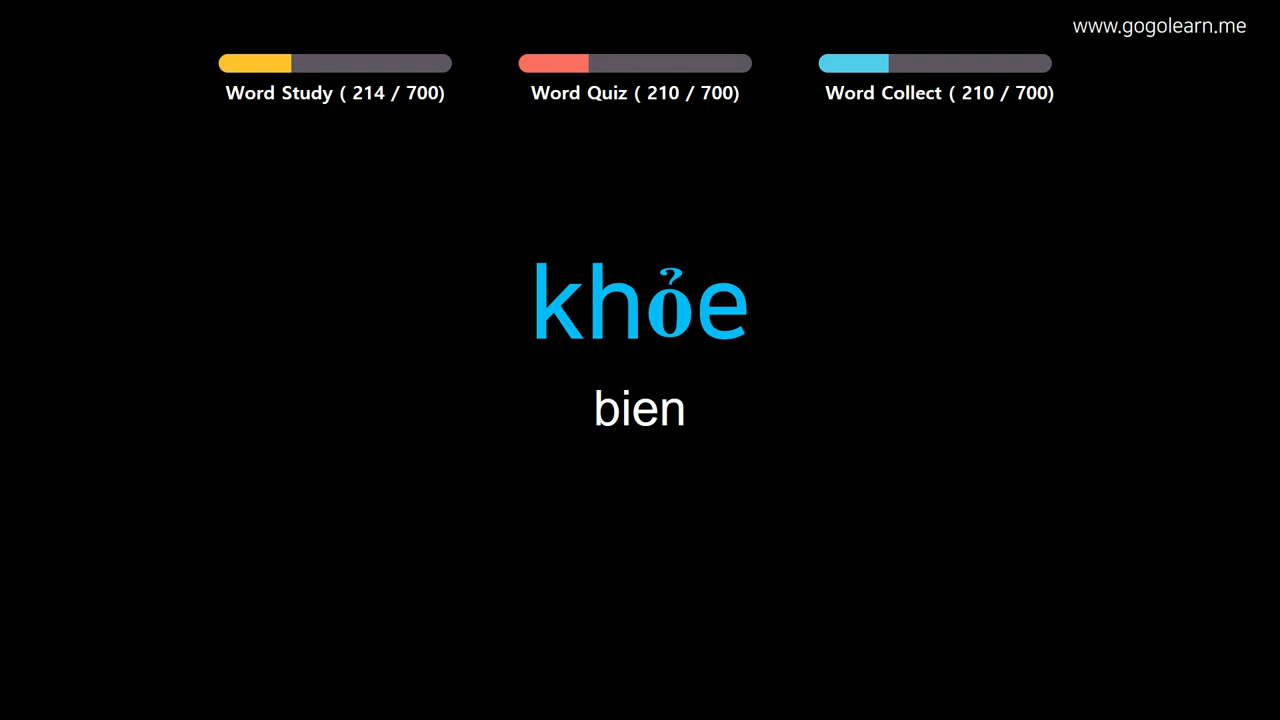 www.gogolearn.me
Word Study ( 214 / 700)
Word Quiz ( 210 / 700)
Word Collect ( 210 / 700)
khỏe
bien